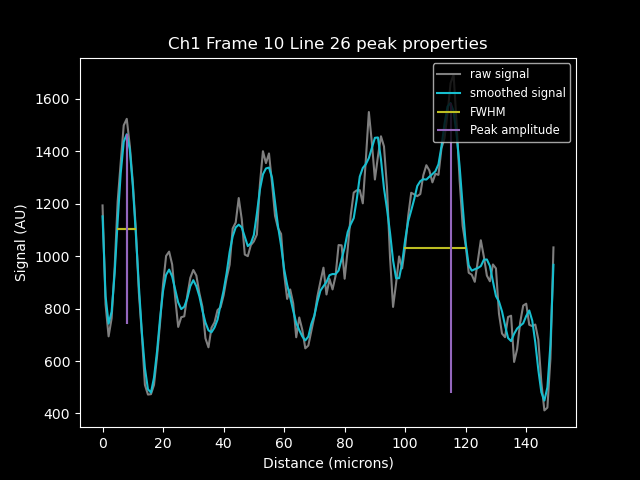 Ch1 Frame 10 Line 26 peak properties
raw signal
smoothed signal
FWHM
Peak amplitude
Signal (AU)
1600
1400
1200
1000
800
600
400
0 20 40 60 80 100 120 140
Distance (microns)